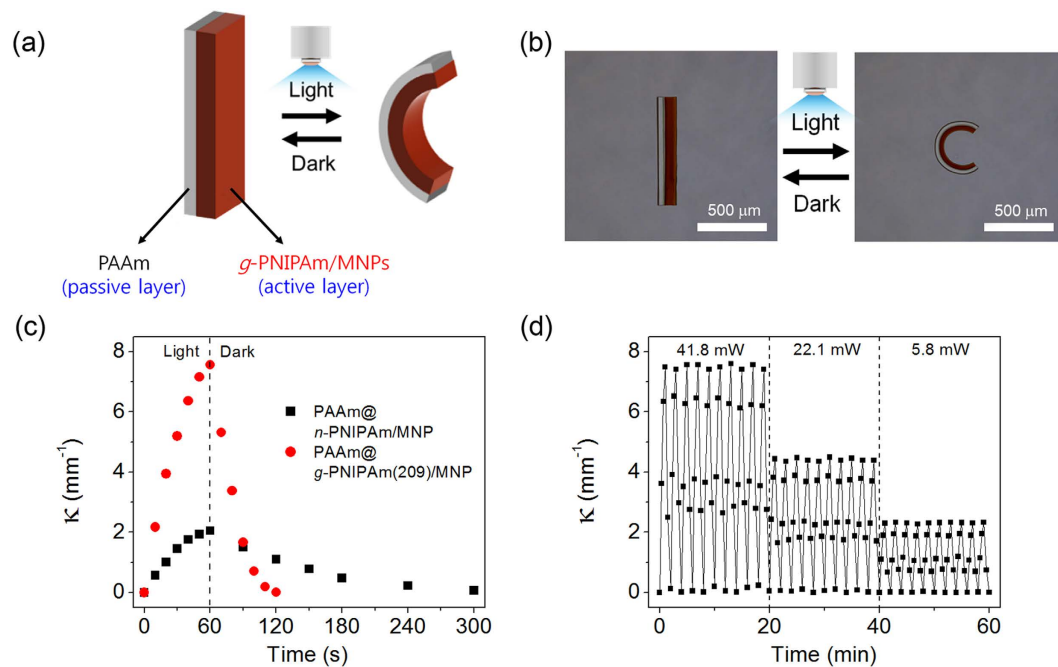 (a)
Light
Dark
PAAm
(passive layer)
g-PNIPAm/MNPs
(active layer)
(b)
Light
Dark
500 μm
500 μm
(c)
8
6
4
2
0
κ (mm⁻¹)
Light
Dark
PAAm@
n-PNIPAm/MNP
PAAm@
g-PNIPAm(209)/MNP
0
60
120
180
240
300
Time (s)
(d)
8
6
4
2
0
κ (mm⁻¹)
41.8 mW
22.1 mW
5.8 mW
0
20
40
60
Time (min)